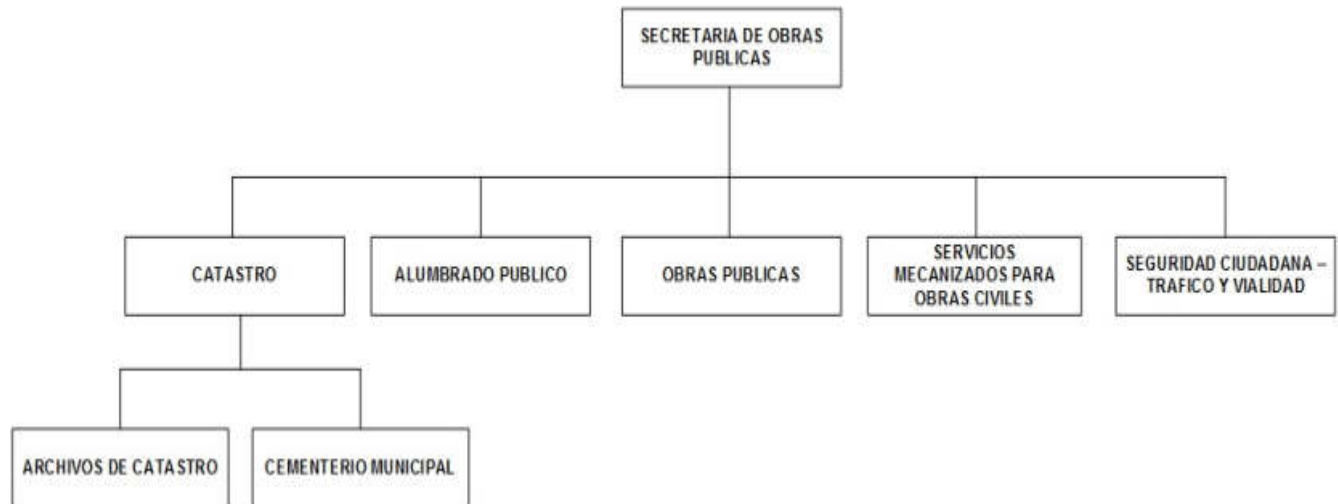 SECRETARIA DE OBRAS
PUBLICAS
CATASTRO
ALUMBRADO PUBLICO
OBRAS PUBLICAS
SERVICIOS
MECANIZADOS PARA
OBRAS CIVILES
SEGURIDAD CIUDADANA –
TRAFICO Y VIALIDAD
ARCHIVOS DE CATASTRO
CEMENTERIO MUNICIPAL